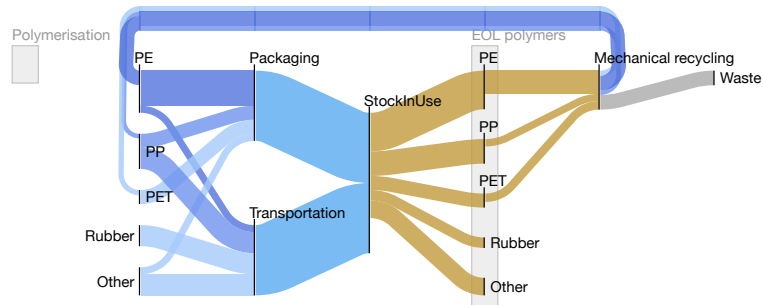 Polymerisation
EOL polymers
PE
Packaging
PE
Mechanical recycling
Waste
StockInUse
PP
PP
PET
PET
Transportation
Rubber
Rubber
Other
Other